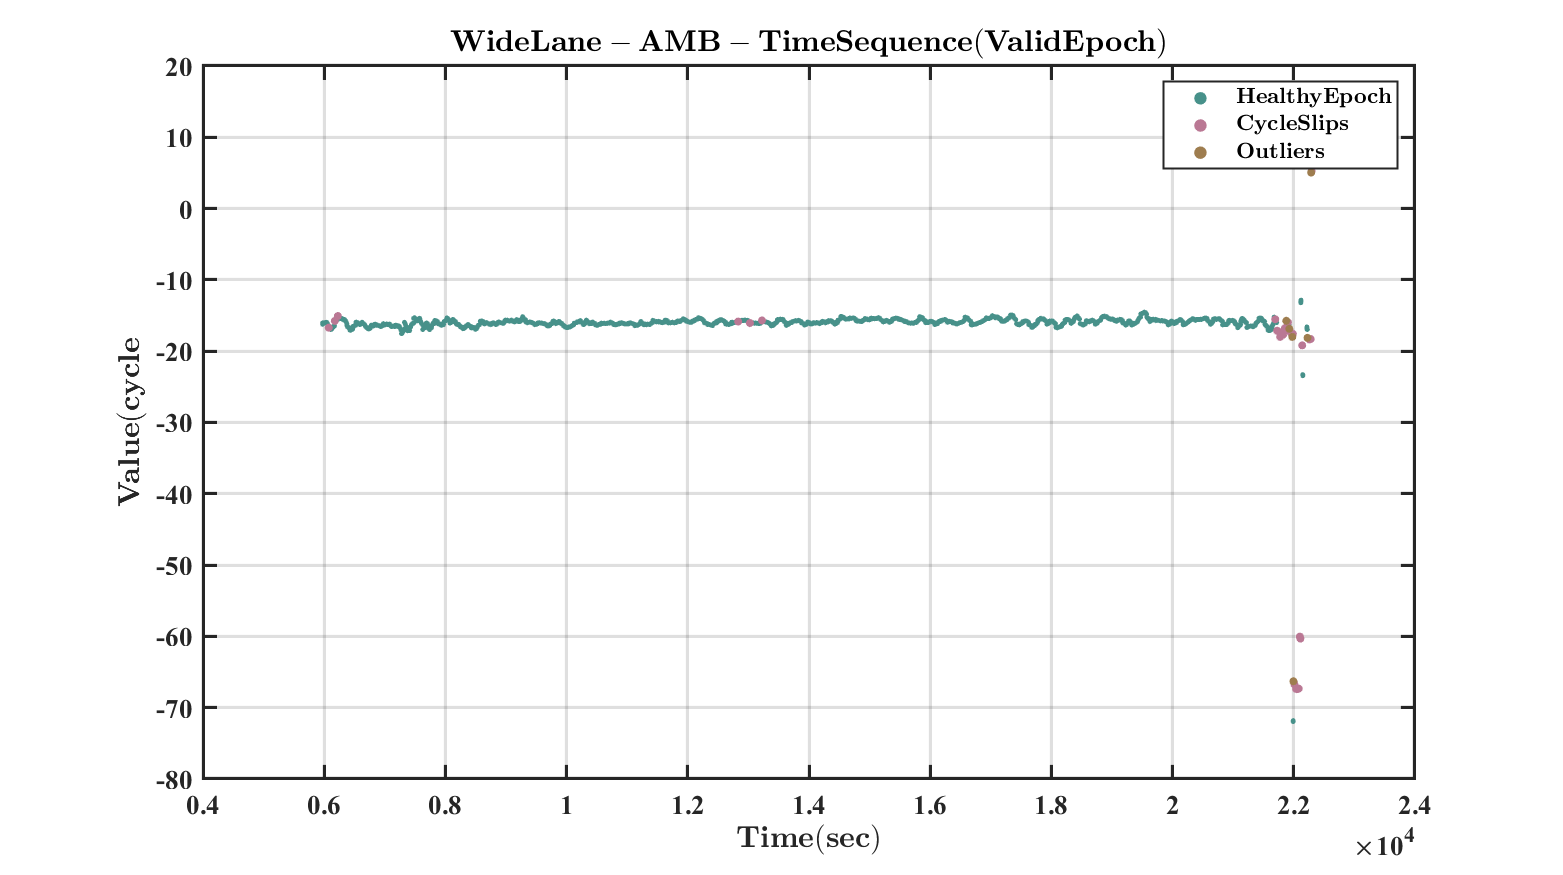 WideLane − AMB − TimeSequence(ValidEpoch)
HealthyEpoch
CycleSlips
Outliers
20
10
0
-10
-20
-30
-40
-50
-60
-70
-80
Value(cycle
0.4 0.6 0.8 1 1.2 1.4 1.6 1.8 2 2.2 2.4
Time(sec)
×10⁴